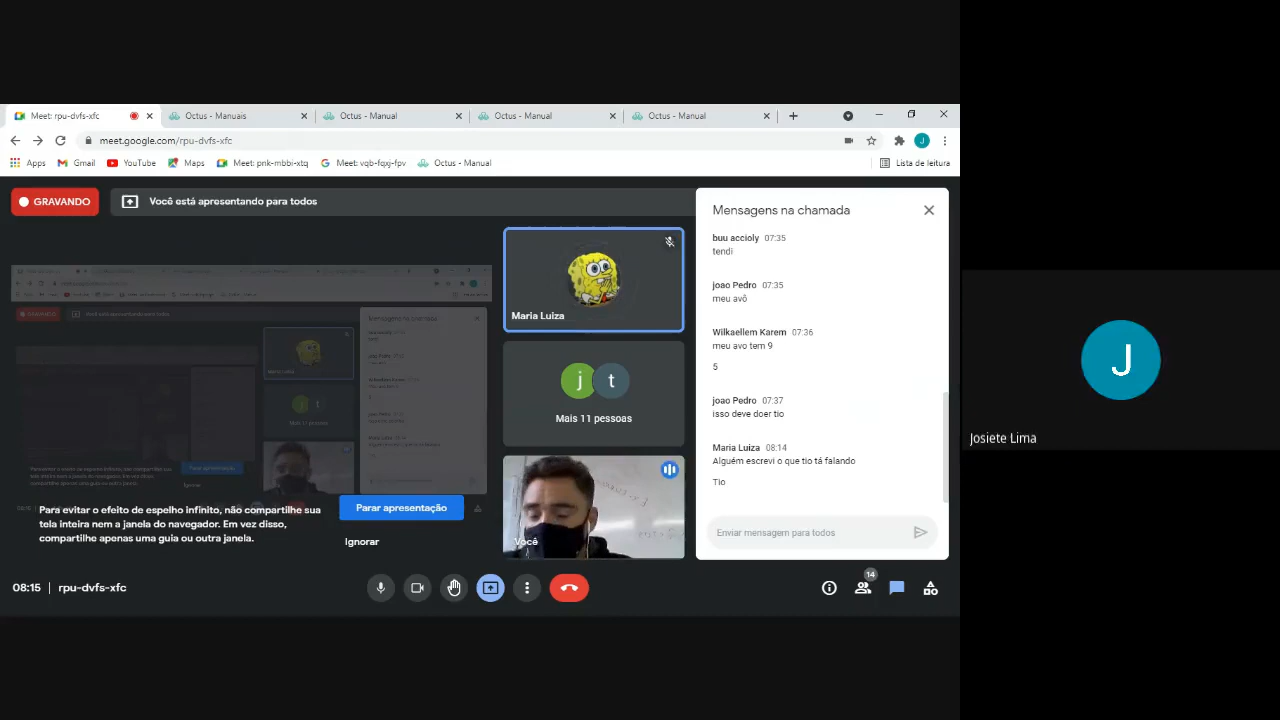 Meet: rpu-dvfs-xfc
Octus - Manuais
Octus - Manual
Octus - Manual
Octus - Manual
meet.google.com/rpu-dvfs-xfc
J
Apps
Gmail
YouTube
Maps
Meet: pnk-mbbi-xtq
Meet: vqb-fqxj-fpv
Octus - Manual
Lista de leitura
GRAVANDO
Você está apresentando para todos
Mensagens na chamada
buu accioly 07:35
tendi
joao Pedro 07:35
meu avô
Wilkaellem Karem 07:36
meu avo tem 9
5
joao Pedro 07:37
isso deve doer tio
Maria Luiza 08:14
Alguém escrevi o que tio tá falando
Tio
Enviar mensagem para todos
Maria Luiza
j t
Mais 11 pessoas
Você
Para evitar o efeito de espelho infinito, não compartilhe sua
tela inteira nem a janela do navegador. Em vez disso,
compartilhe apenas uma guia ou outra janela.
Parar apresentação
Ignorar
08:15 | rpu-dvfs-xfc
14
J
Josiete Lima